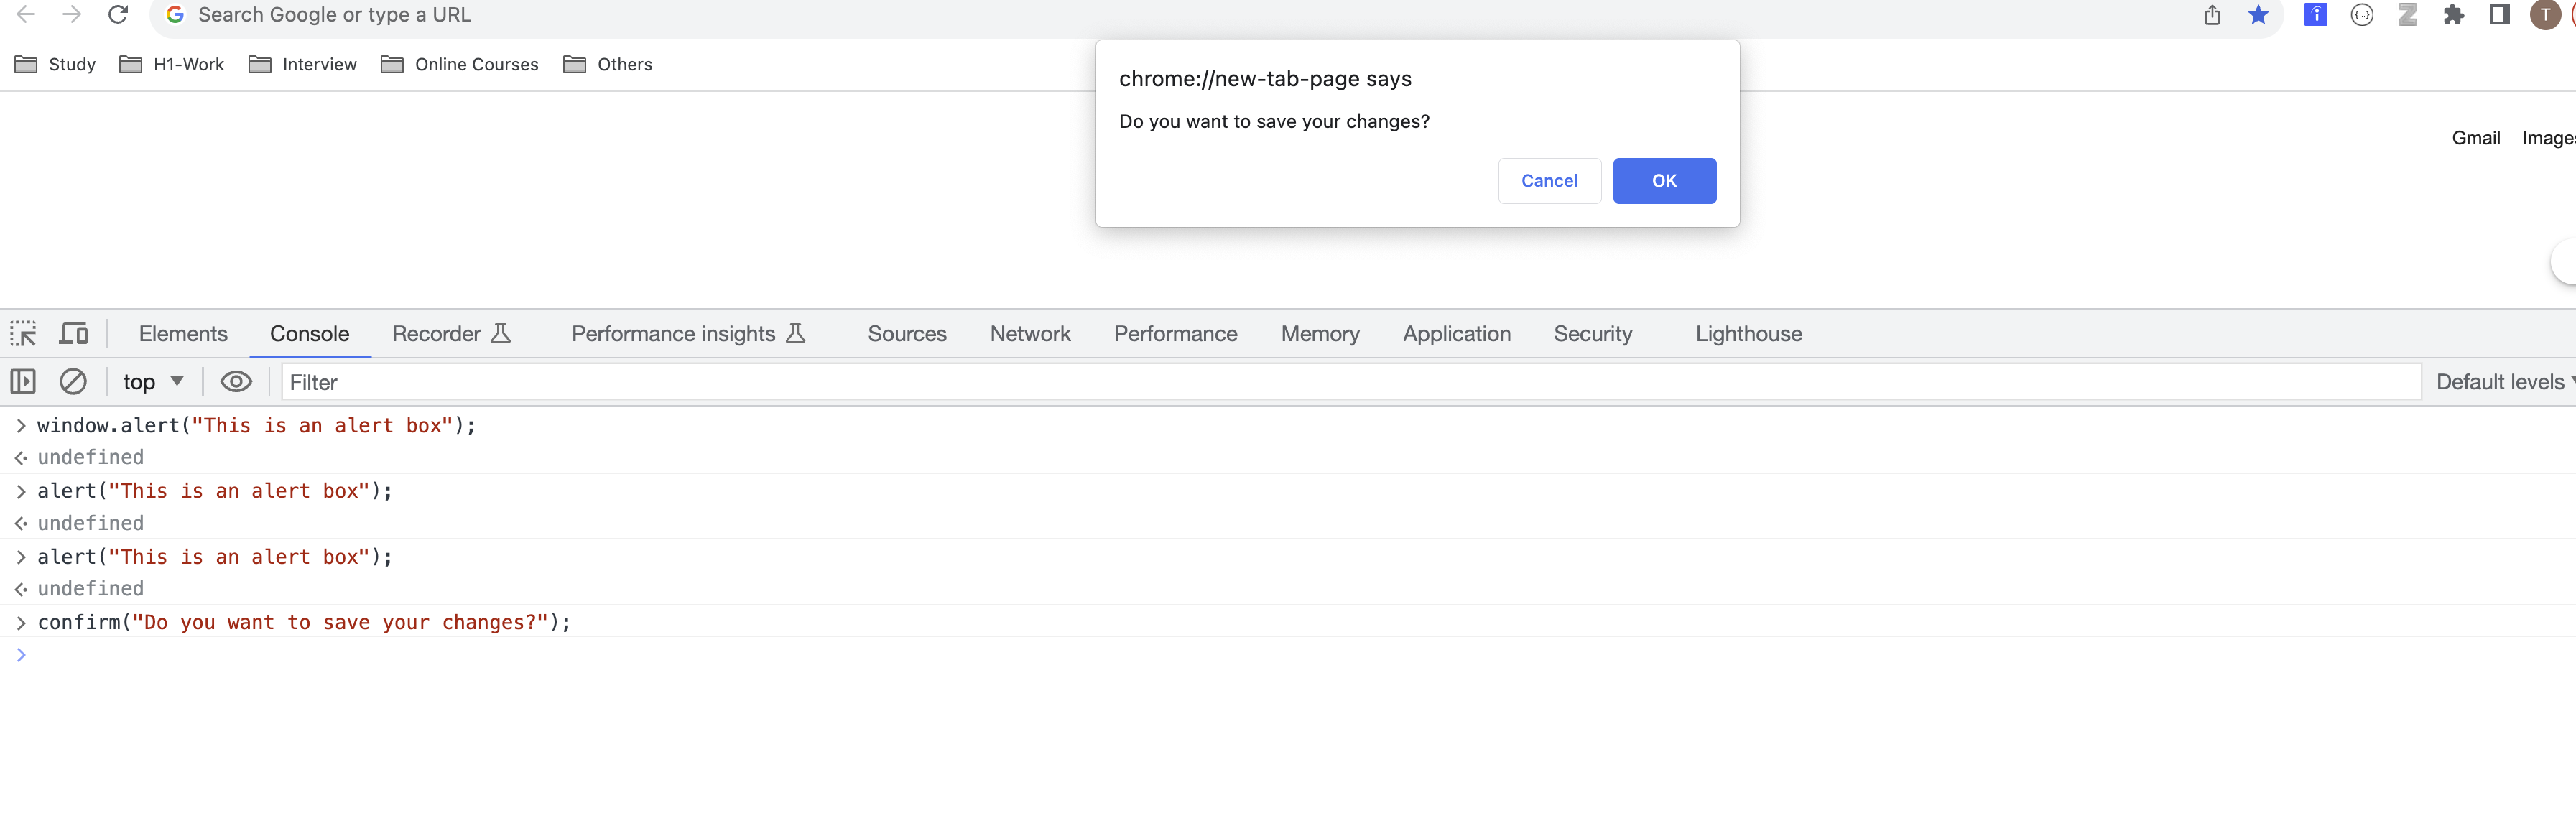 Search Google or type a URL
T
Study H1-Work Interview Online Courses Others
chrome://new-tab-page says
Do you want to save your changes?
Cancel OK
Gmail Images
Elements Console Recorder Performance insights Sources Network Performance Memory Application Security Lighthouse
top Filter Default levels
> window.alert("This is an alert box");
undefined
> alert("This is an alert box");
undefined
> alert("This is an alert box");
undefined
> confirm("Do you want to save your changes?");
>